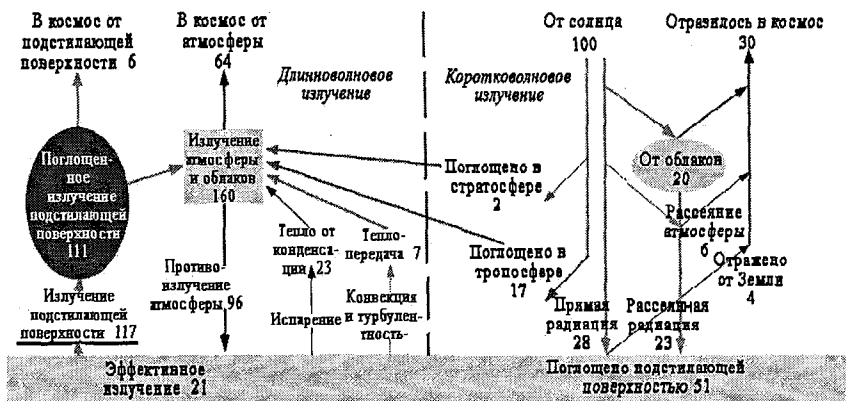 В космос от
подстилающей
поверхности 6
В космос от
атмосферы
64
Длинноволновое
излучение
Коротковолновое
излучение
От солнца
100
Отразилось в космос
30
Поглощен-
ное
излучение
подстилающей
поверхности
111
Излучение
атмосферы
и облаков
160
Поглощено в
стратосфере
2
От облаков
20
Рассеяние
атмосферы
6
Тепло от
конденса-
ции 23
Тепло-
передача 7
Поглощено в
тропосфере
17
Отражено
от Земли
4
Противо-
излучение
атмосферы 96
Излучение
подстилающей
поверхности 117
Испарение
Конвекция
и турбулен-
тность
Прямая
радиация
28
Рассеянная
радиация
23
Эффективное
излучение 21
Поглощено подстилающей
поверхностью 51